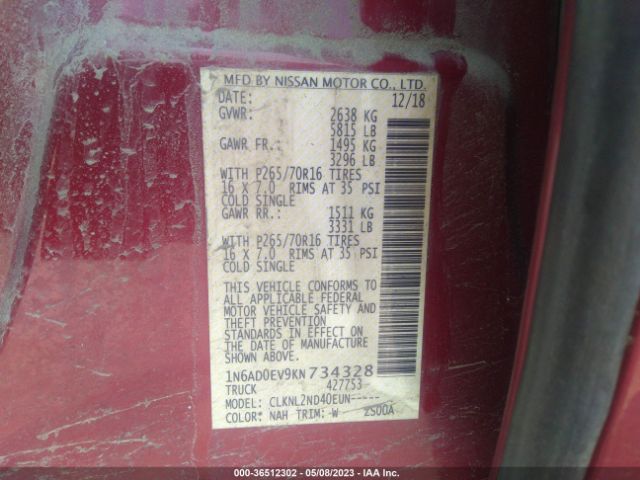 MFD BY NISSAN MOTOR CO., LTD.
DATE: 12/18
GVWR: 2638 KG
5815 LB
GAWR FR.: 1495 KG
3296 LB
WITH P265/70R16 TIRES
16 X 7.0 RIMS AT 35 PSI
COLD SINGLE
GAWR RR.: 1511 KG
3331 LB
WITH P265/70R16 TIRES
16 X 7.0 RIMS AT 35 PSI
COLD SINGLE
THIS VEHICLE CONFORMS TO
ALL APPLICABLE FEDERAL
MOTOR VEHICLE SAFETY AND
THEFT PREVENTION
STANDARDS IN EFFECT ON
THE DATE OF MANUFACTURE
SHOWN ABOVE.
1N6AD0EV9KN734328
TRUCK 427753
MODEL: CLKNL2ND40EUN-----
COLOR: NAH TRIM: W ZS00A
000-36512302 - 05/08/2023 - IAA Inc.